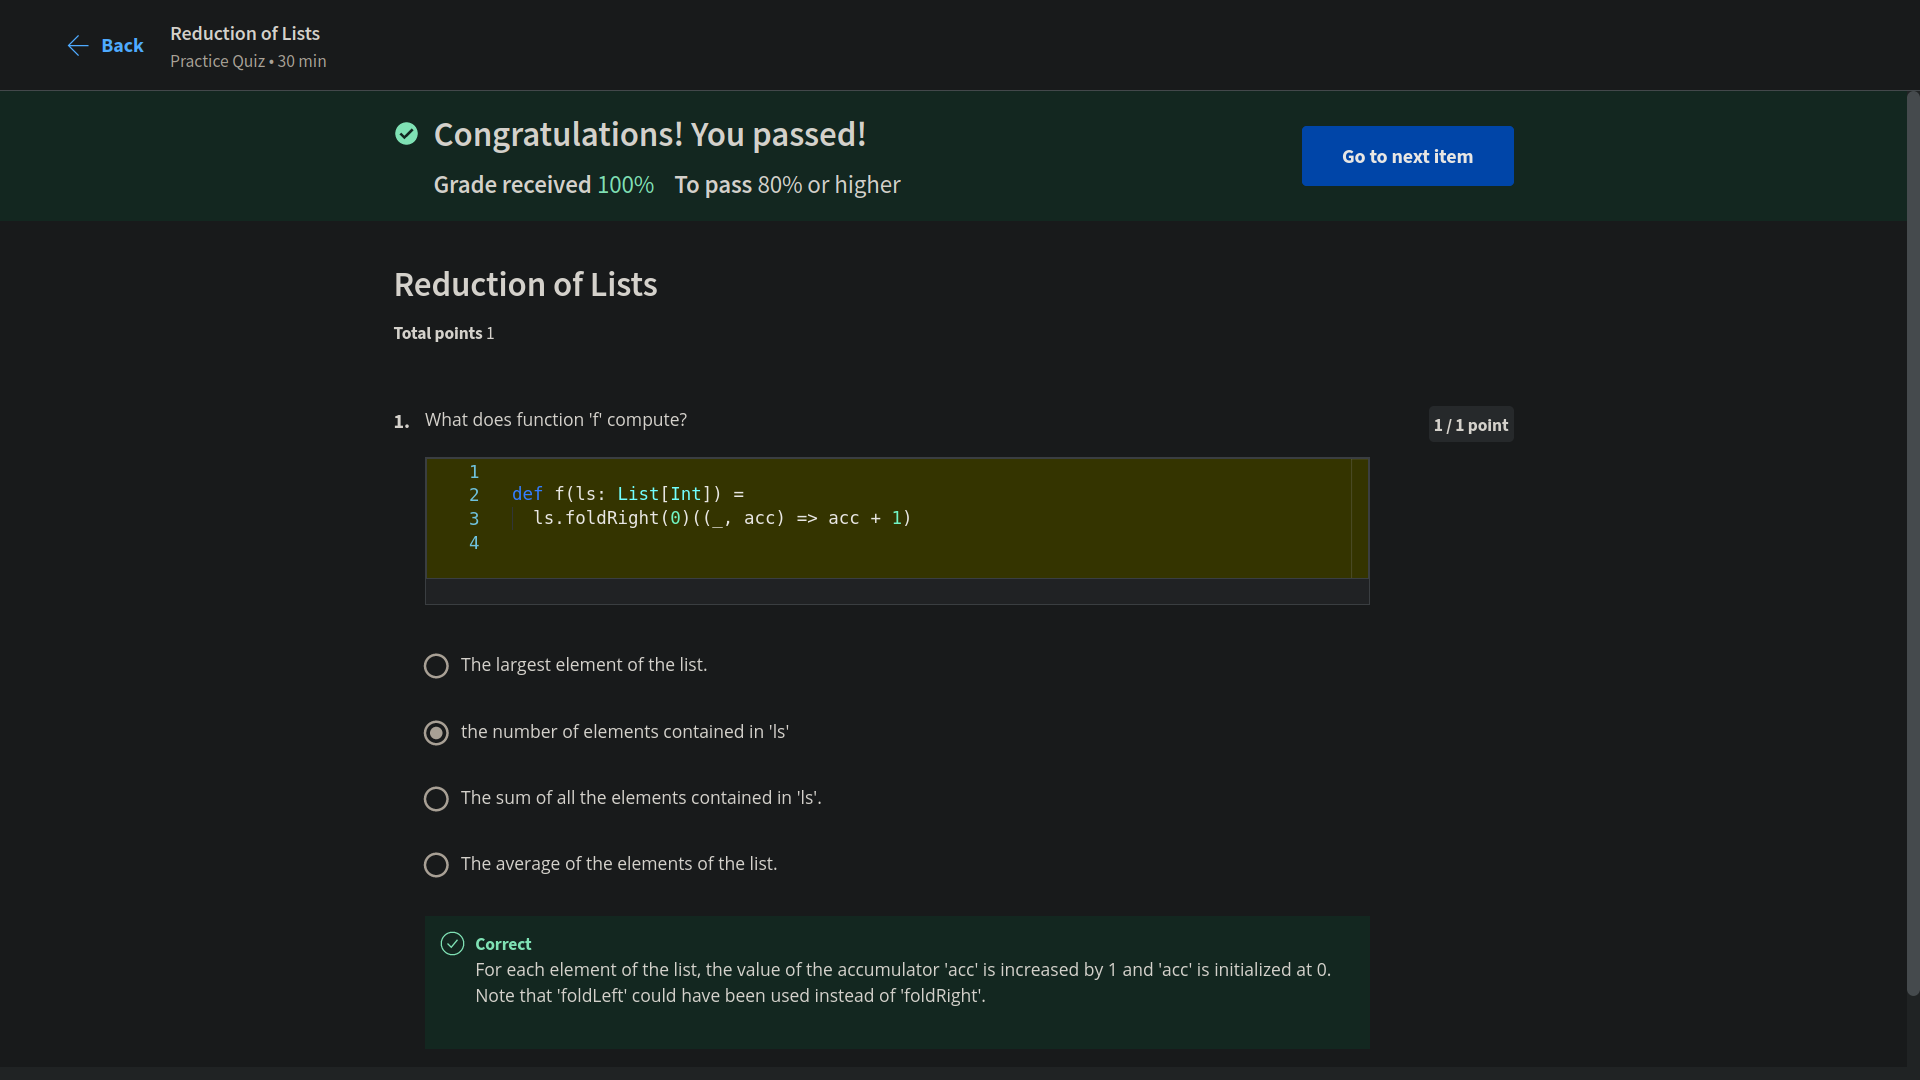 Back
Reduction of Lists
Practice Quiz • 30 min
Congratulations! You passed!
Grade received 100% To pass 80% or higher
Go to next item
Reduction of Lists
Total points 1
1. What does function 'f' compute?
1 / 1 point
1
2 def f(ls: List[Int]) =
3 ls.foldRight(0)((_, acc) => acc + 1)
4
The largest element of the list.
the number of elements contained in 'ls'
The sum of all the elements contained in 'ls'.
The average of the elements of the list.
Correct
For each element of the list, the value of the accumulator 'acc' is increased by 1 and 'acc' is initialized at 0.
Note that 'foldLeft' could have been used instead of 'foldRight'.